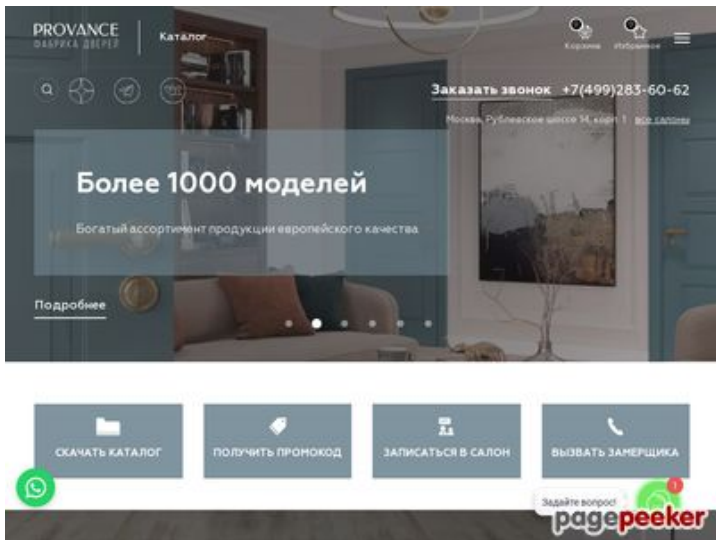 PROVANCE
ФАБРИКА ДВЕРЕЙ
Каталог
Корзина
Избранное
Заказать звонок +7(499)283-60-62
Москва, Рублевское шоссе 14, корп. 1 все салоны
Более 1000 моделей
Богатый ассортимент продукции европейского качества
Подробнее
СКАЧАТЬ КАТАЛОГ
ПОЛУЧИТЬ ПРОМОКОД
ЗАПИСАТЬСЯ В САЛОН
ВЫЗВАТЬ ЗАМЕРЩИКА
Задайте вопрос!
1
pagepeeker